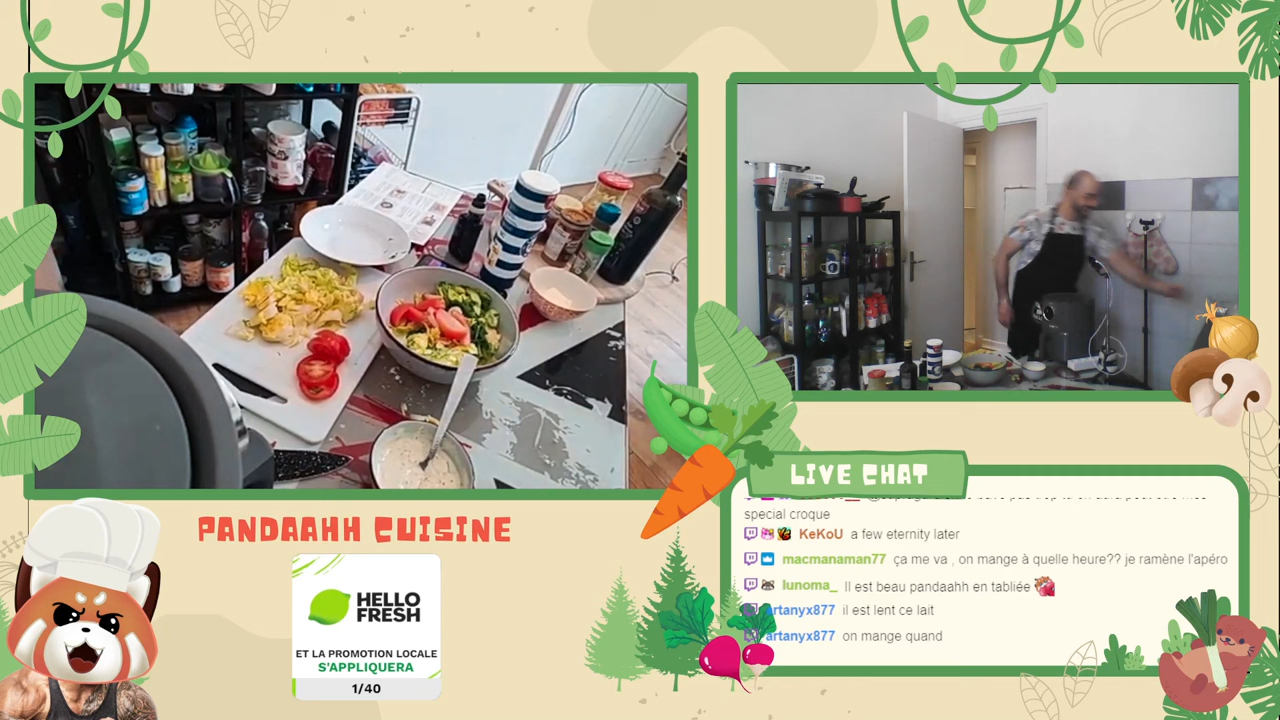 LIVE CHAT
special croque
KeKoU a few eternity later
macmanaman77 ça me va , on mange à quelle heure?? je ramène l'apéro
lunoma_ Il est beau pandaahh en tabliée
artanyx877 il est lent ce lait
artanyx877 on mange quand
PANDAAHH CUISINE
HELLO
FRESH
ET LA PROMOTION LOCALE
S'APPLIQUERA
1/40